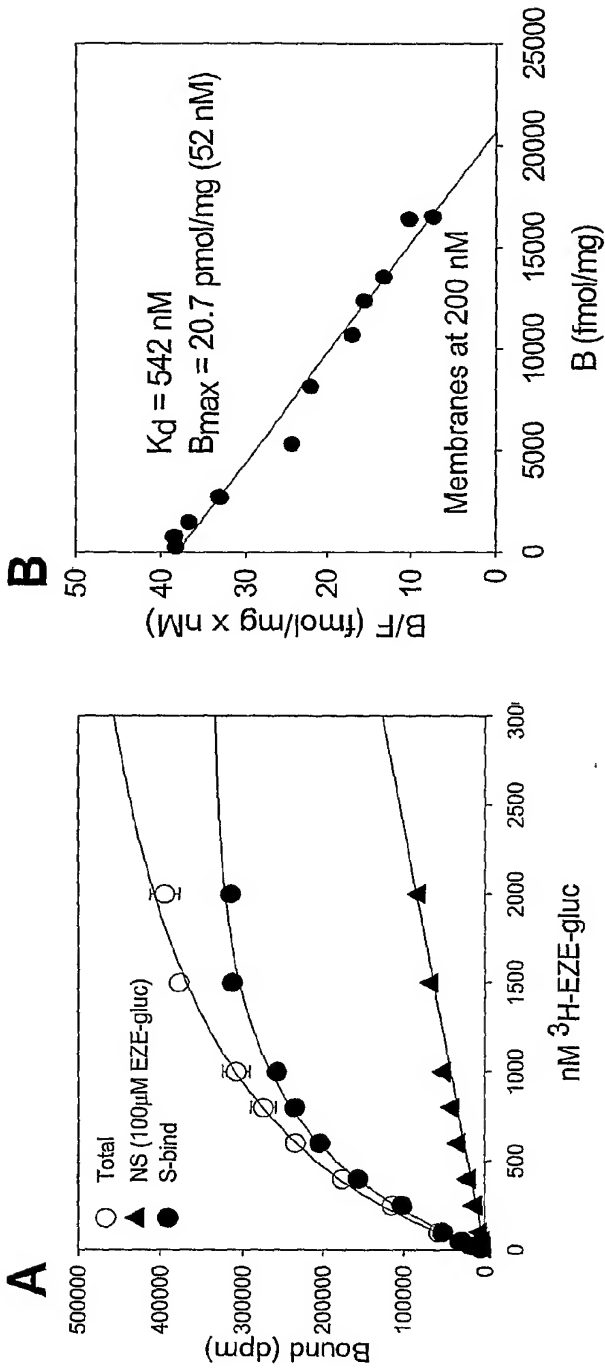 A
Bound (dpm)
500000
400000
300000
200000
100000
0
Total
NS (100µM EZE-gluc)
S-bind
0
500
1000
1500
2000
2500
300
nM ³H-EZE-gluc
B
B/F (fmol/mg x nM)
50
40
30
20
10
0
Kd = 542 nM
Bmax = 20.7 pmol/mg (52 nM)
Membranes at 200 nM
0
5000
10000
15000
20000
25000
B (fmol/mg)